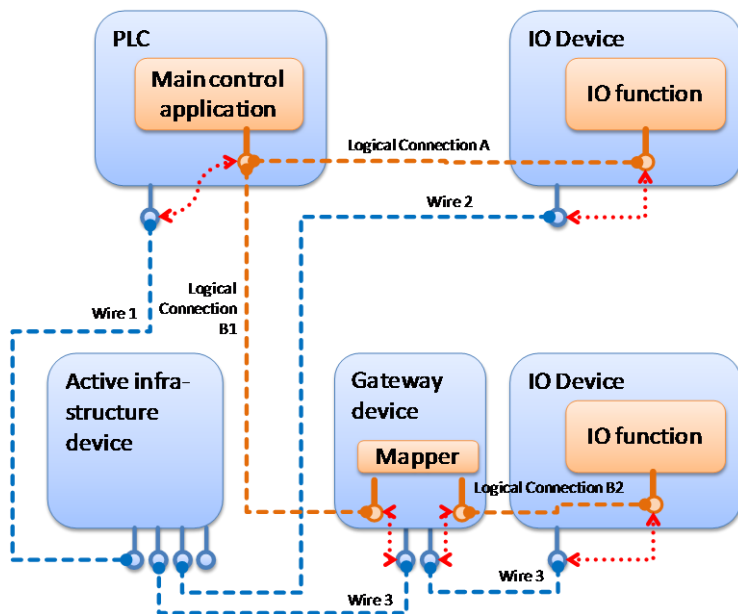 PLC
Main control
application
IO Device
IO function
Logical Connection A
Wire 2
Logical
Connection
B1
Wire 1
Active infra-
structure
device
Gateway
device
Mapper
IO Device
IO function
Logical Connection B2
Wire 3
Wire 3